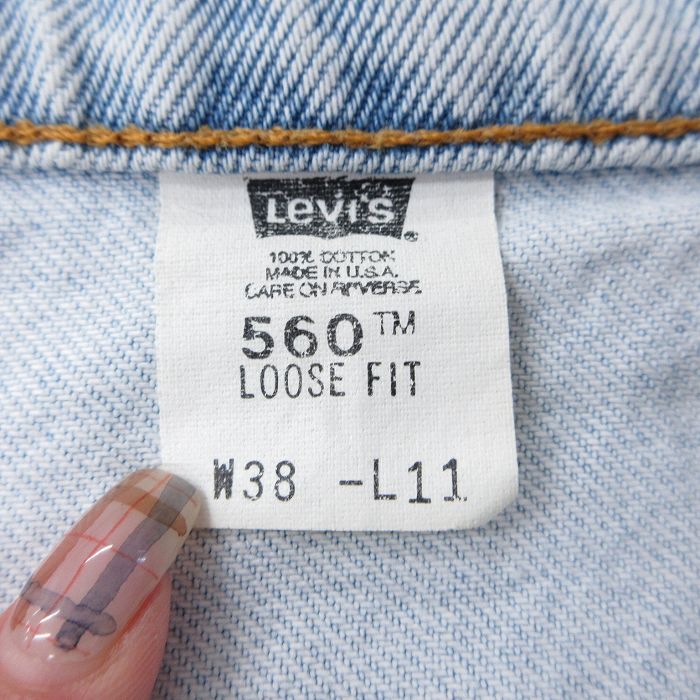 Levi's ®
100% COTTON
MADE IN U.S.A.
CARE ON REVERSE
560™
LOOSE FIT
W38 -L11